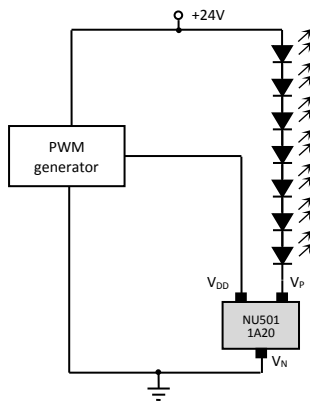 +24V
PWM
generator
VDD
VP
NU501
1A20
VN